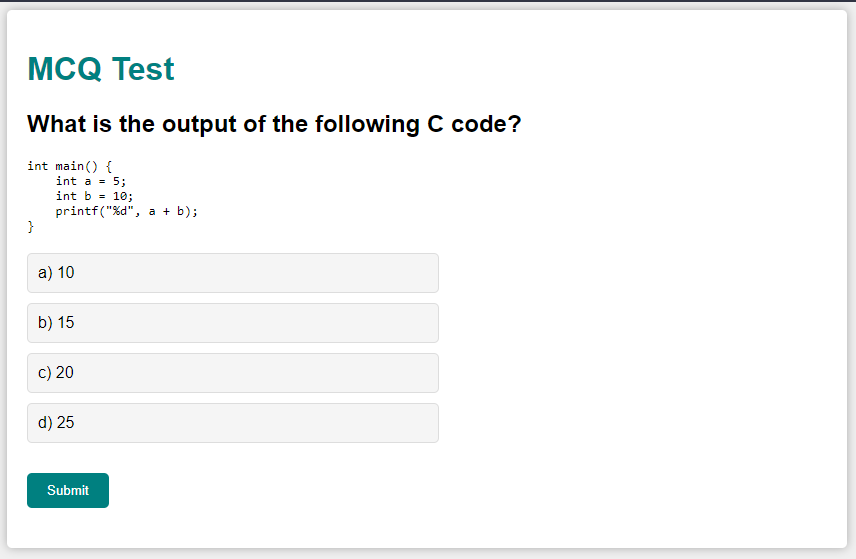 MCQ Test
What is the output of the following C code?
int main() {
    int a = 5;
    int b = 10;
    printf("%d", a + b);
}
a) 10
b) 15
c) 20
d) 25
Submit